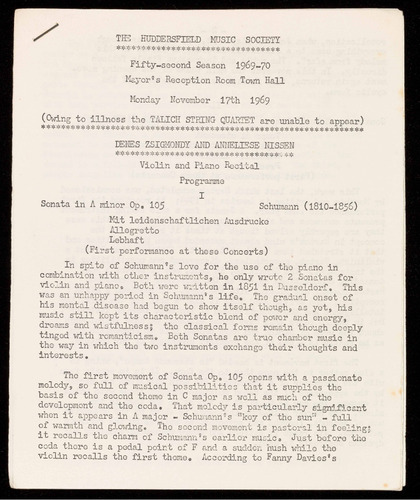 THE HUDDERSFIELD MUSIC SOCIETY
Fifty-second Season 1969-70
Mayor's Reception Room Town Hall
Monday November 17th 1969
(Owing to illness the TALICH STRING QUARTET are unable to appear)
DENES ZSIGMONDY AND ANNELIESE NISSEN
Violin and Piano Recital
Programme
I
Sonata in A minor Op. 105 Schumann (1810-1856)
Mit leidenschaftlichen Ausdrucke
Allegretto
Lebhaft
(First performance at these Concerts)
In spite of Schumann's love for the use of the piano in
combination with other instruments, he only wrote 2 Sonatas for
violin and piano. Both were written in 1851 in Dusseldorf. This
was an unhappy period in Schumann's life. The gradual onset of
his mental disease had begun to show itself though, as yet, his
music still kept its characteristic blend of power and energy,
dreams and wistfulness; the classical forms remain though deeply
tinged with romanticism. Both Sonatas are true chamber music in
the way in which the two instruments exchange their thoughts and
interests.
The first movement of Sonata Op. 105 opens with a passionate
melody, so full of musical possibilities that it supplies the
basis of the second theme in C major as well as much of the
development and the coda. That melody is particularly significant
when it appears in A major - Schumann's "key of the sun" - full
of warmth and glowing. The second movement is pastoral in feeling;
it recalls the charm of Schumann's earlier music. Just before the
coda there is a pedal point of F and a sudden hush while the
violin recalls the first theme. According to Fanny Davies's